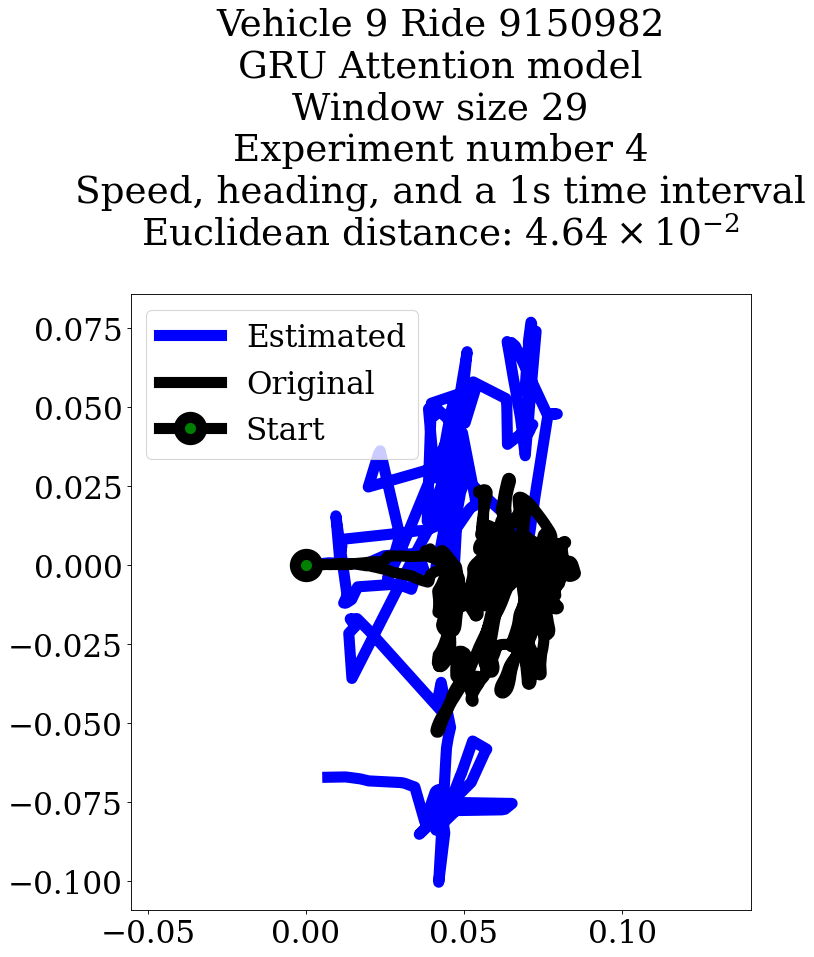 Vehicle 9 Ride 9150982
GRU Attention model
Window size 29
Experiment number 4
Speed, heading, and a 1s time interval
Euclidean distance: 4.64 × 10⁻²
Estimated
Original
Start
0.075
0.050
0.025
0.000
−0.025
−0.050
−0.075
−0.100
−0.05 0.00 0.05 0.10